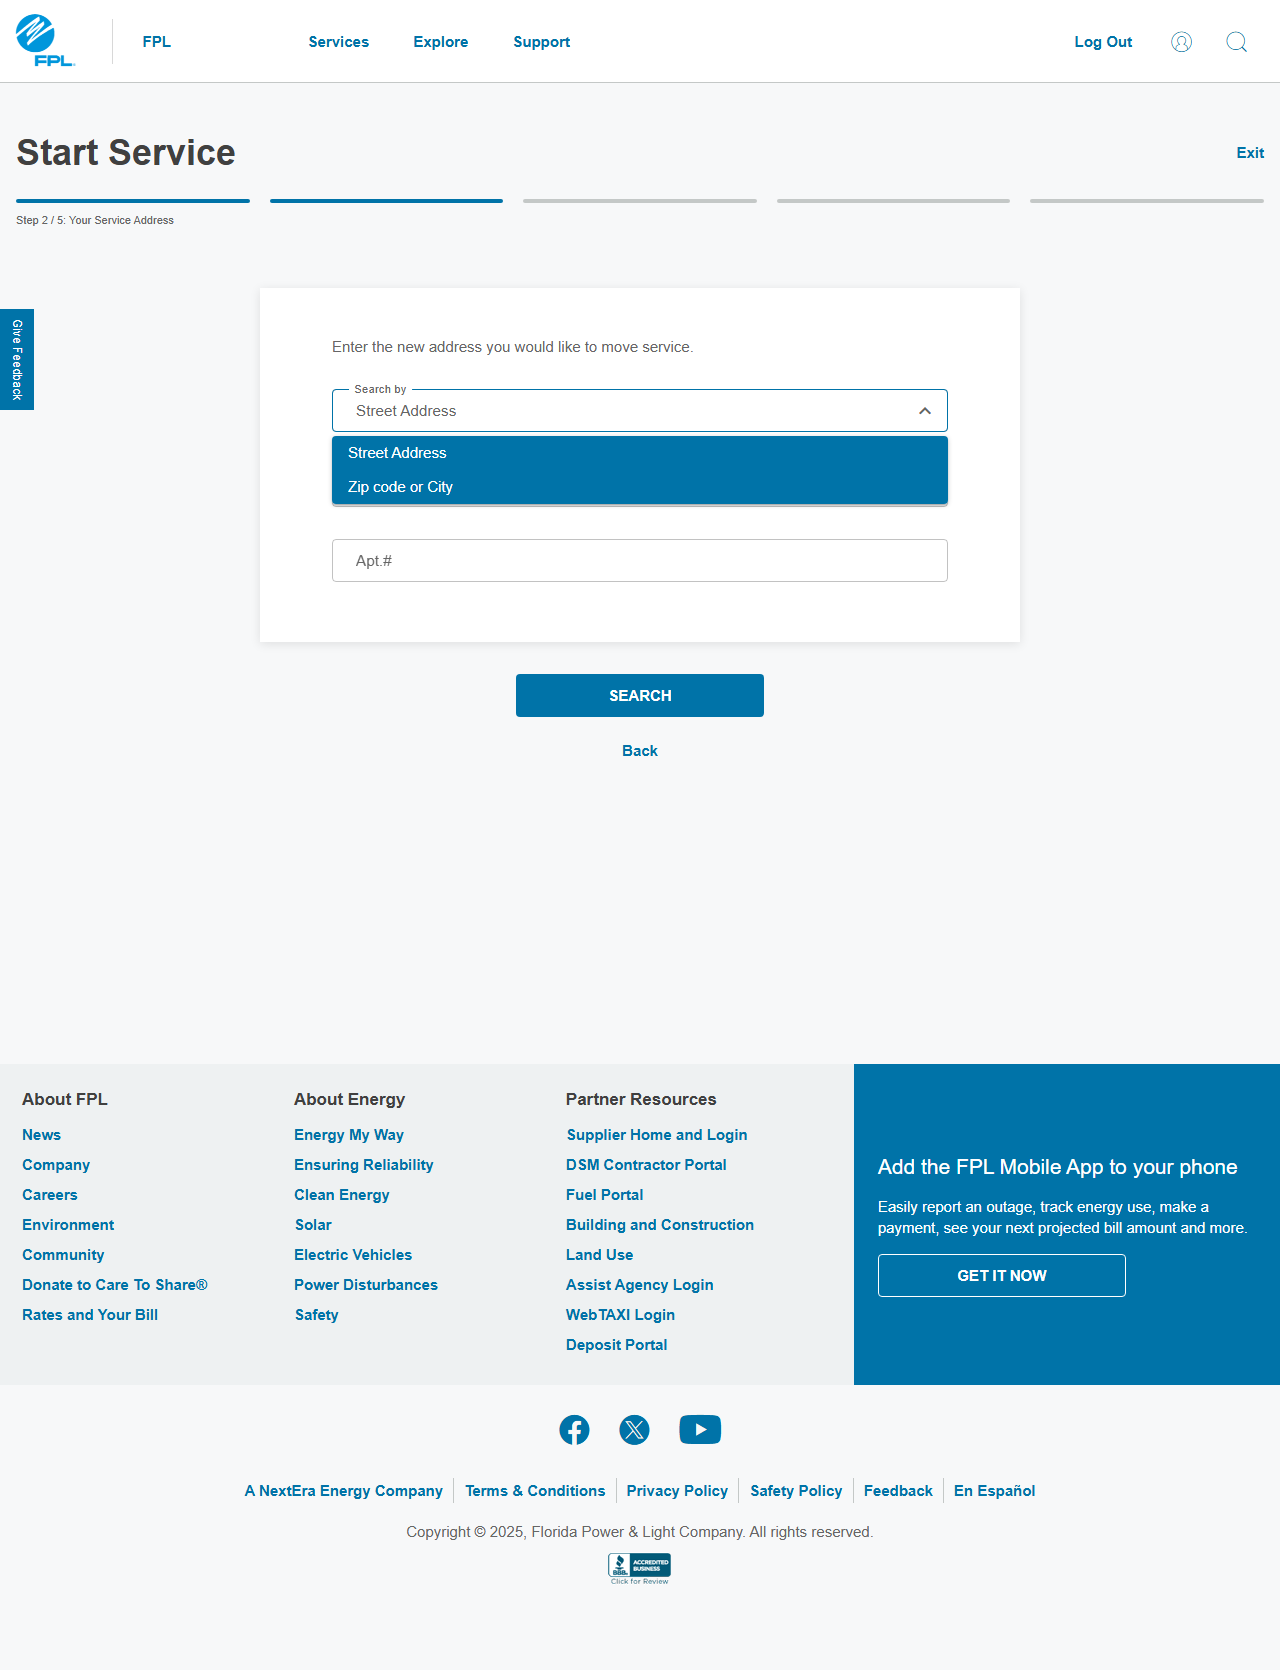 FPL
FPL
Services
Explore
Support
Log Out
Start Service
Exit
Step 2 / 5: Your Service Address
Give Feedback
Enter the new address you would like to move service.
Search by
Street Address
Street Address
Zip code or City
Apt.#
SEARCH
Back
About FPL
News
Company
Careers
Environment
Community
Donate to Care To Share®
Rates and Your Bill
About Energy
Energy My Way
Ensuring Reliability
Clean Energy
Solar
Electric Vehicles
Power Disturbances
Safety
Partner Resources
Supplier Home and Login
DSM Contractor Portal
Fuel Portal
Building and Construction
Land Use
Assist Agency Login
WebTAXI Login
Deposit Portal
Add the FPL Mobile App to your phone
Easily report an outage, track energy use, make a
payment, see your next projected bill amount and more.
GET IT NOW
A NextEra Energy Company
Terms & Conditions
Privacy Policy
Safety Policy
Feedback
En Español
Copyright © 2025, Florida Power & Light Company. All rights reserved.
BBB.
ACCREDITED
BUSINESS
Click for Review